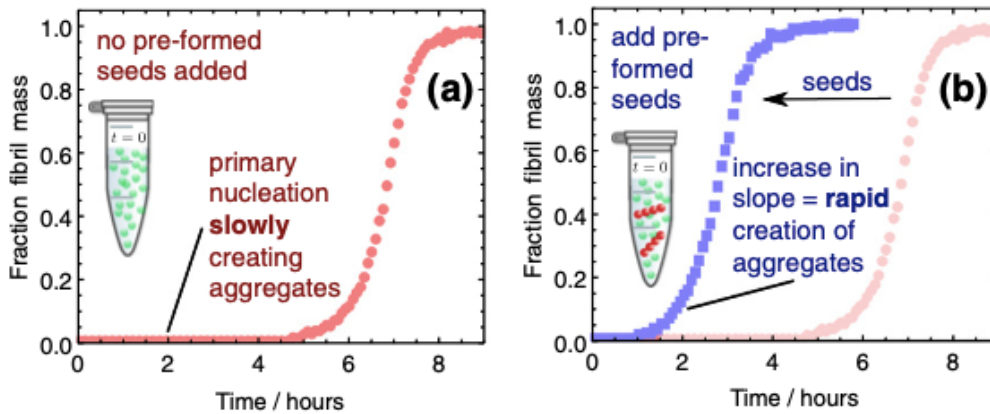 no pre-formed
seeds added
(a)
t = 0
primary
nucleation
slowly
creating
aggregates
Fraction fibril mass
1.0
0.8
0.6
0.4
0.2
0.0
0 2 4 6 8
Time / hours
add pre-
formed
seeds
seeds
(b)
t = 0
increase in
slope = rapid
creation of
aggregates
Fraction fibril mass
1.0
0.8
0.6
0.4
0.2
0.0
0 2 4 6 8
Time / hours